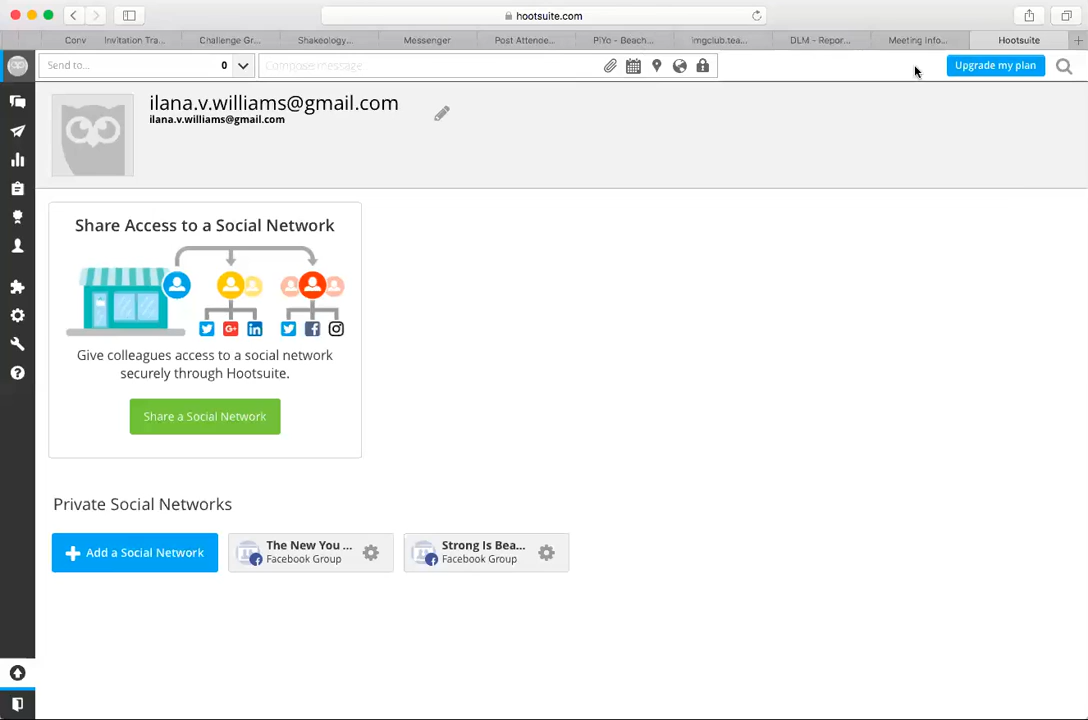 hootsuite.com
Conv
Invitation Tra...
Challenge Gr...
Shakeology...
Messenger
Post Attende...
PiYo - Beach...
imgclub.tea...
DLM - Repor...
Meeting Info...
Hootsuite
Send to...
0
Compose message
Upgrade my plan
ilana.v.williams@gmail.com
ilana.v.williams@gmail.com
Share Access to a Social Network
Give colleagues access to a social network
securely through Hootsuite.
Share a Social Network
Private Social Networks
Add a Social Network
The New You ...
Facebook Group
Strong Is Bea...
Facebook Group